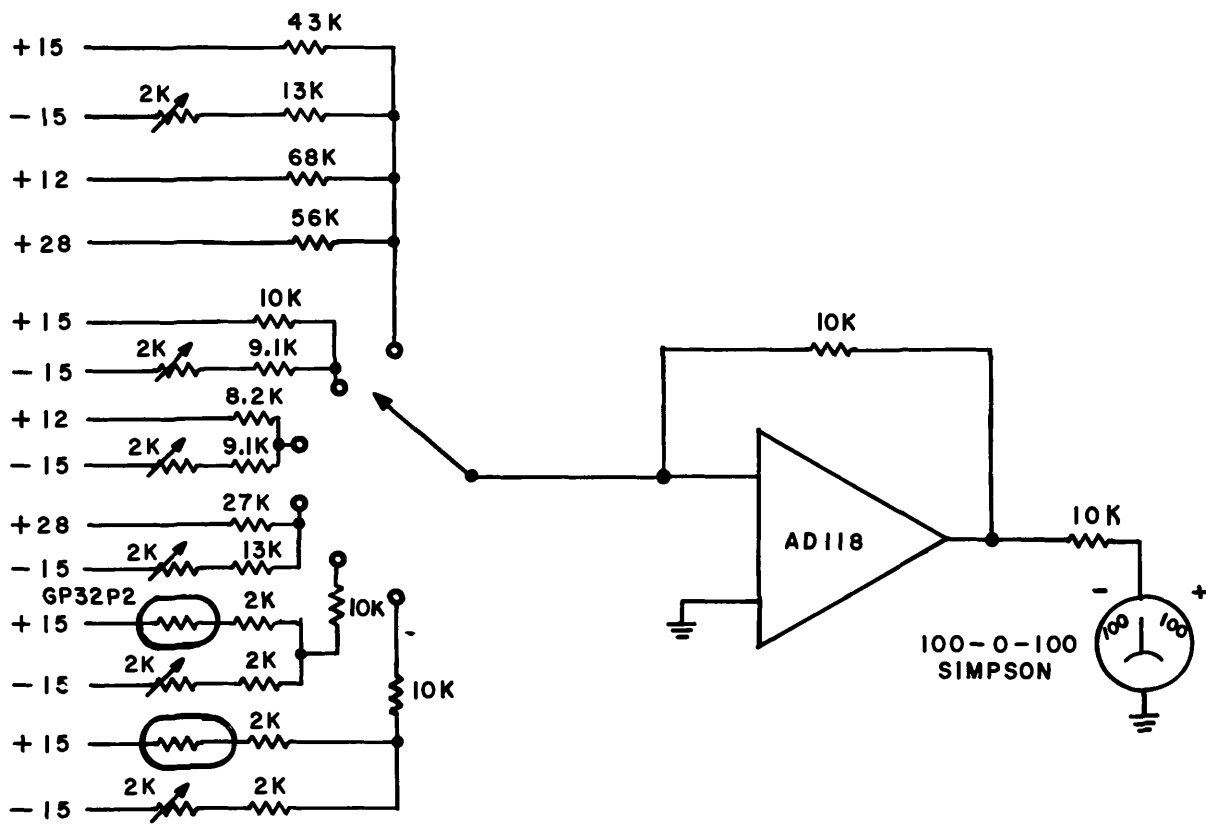 43K
+15
2K
13K
-15
68K
+12
56K
+28
10K
+15
2K
9.1K
-15
8.2K
+12
2K
9.1K
-15
27K
+28
2K
13K
-15
GP32P2
2K
+15
10K
2K
2K
-15
10K
2K
+15
2K
2K
-15
10K
AD118
10K
- +
100 100
100-0-100
SIMPSON